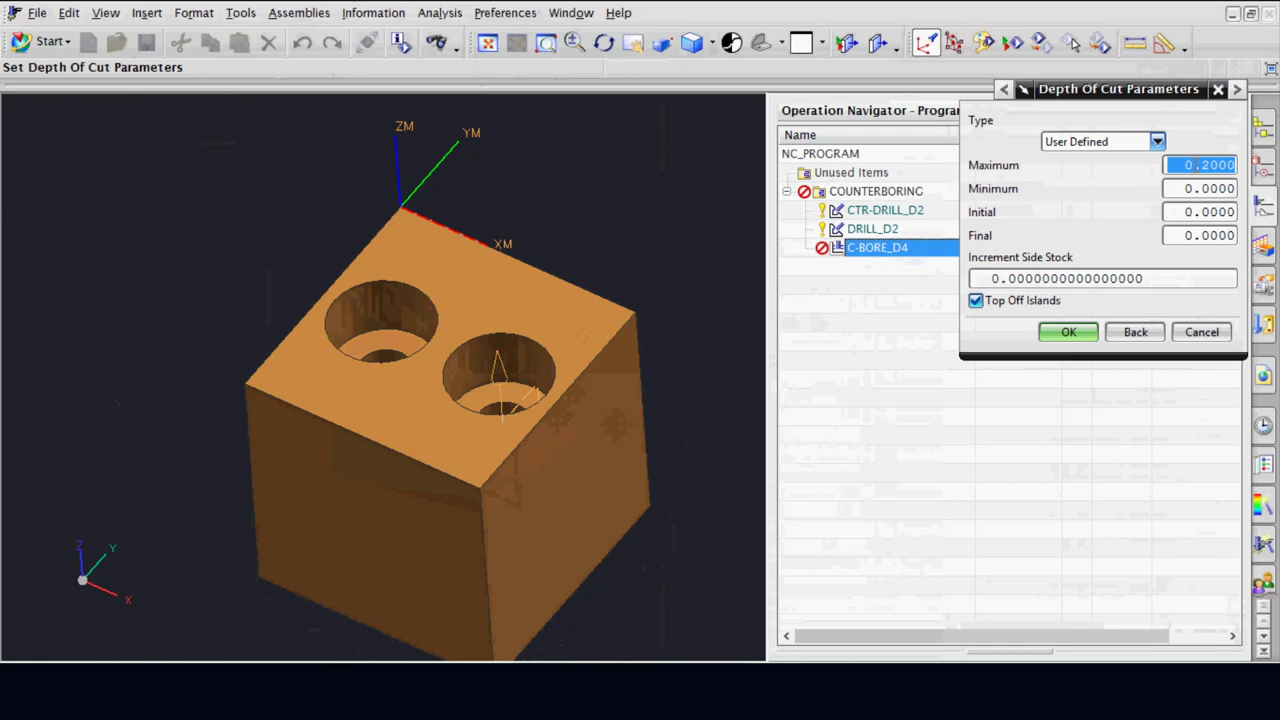 File Edit Insert Format Tools Assemblies Information Analysis Preferences Window Help
Start
Set Depth Of Cut Parameters
Depth Of Cut Parameters
Operation Navigator - Progra
Type
User Defined
Name
Maximum 0.2000
NC_PROGRAM
Unused Items
Minimum 0.0000
COUNTERBORING
CTR-DRILL_D2
Initial 0.0000
DRILL_D2
Final 0.0000
C-BORE_D4
Increment Side Stock
0.0000000000000000
Top Off Islands
OK Back Cancel
ZM
YM
XM
Z
Y
X